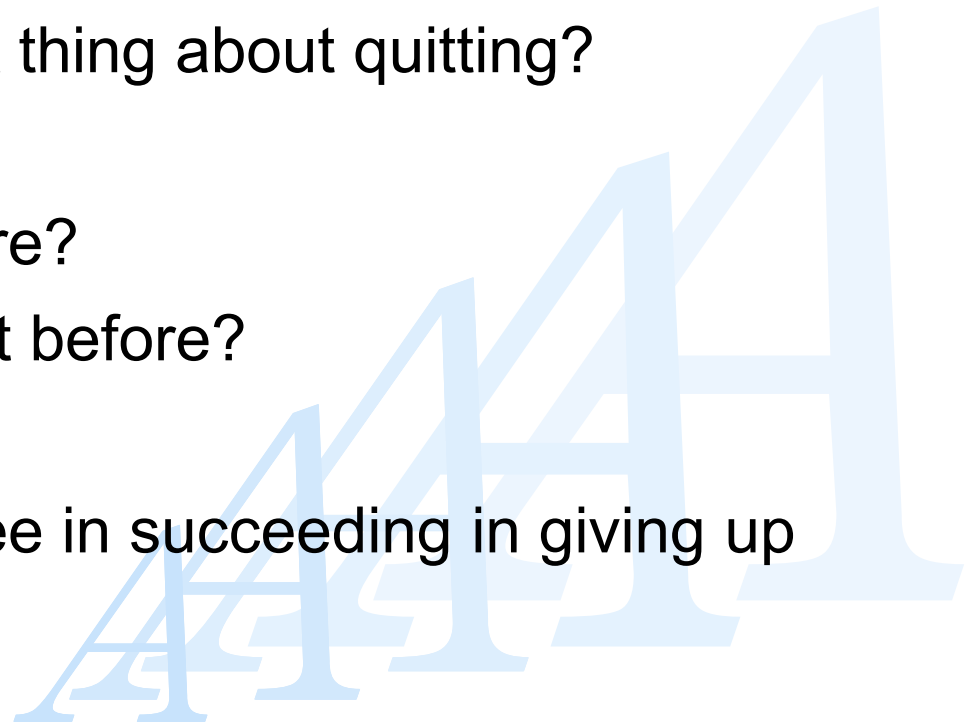 thing about quitting?
re?
t before?
ee in succeeding in giving up